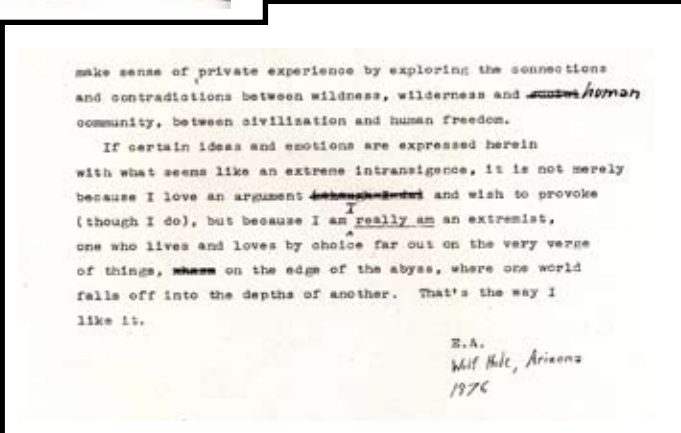 make sense of private experience by exploring the connections
and contradictions between wildness, wilderness and human
community, between civilization and human freedom.
If certain ideas and emotions are expressed herein
with what seems like an extreme intransigence, it is not merely
because I love an argument and wish to provoke
(though I do), but because I am I really am an extremist,
one who lives and loves by choice far out on the very verge
of things, on the edge of the abyss, where one world
falls off into the depths of another. That's the way I
like it.
E.A.
Wolf Hole, Arizona
1976